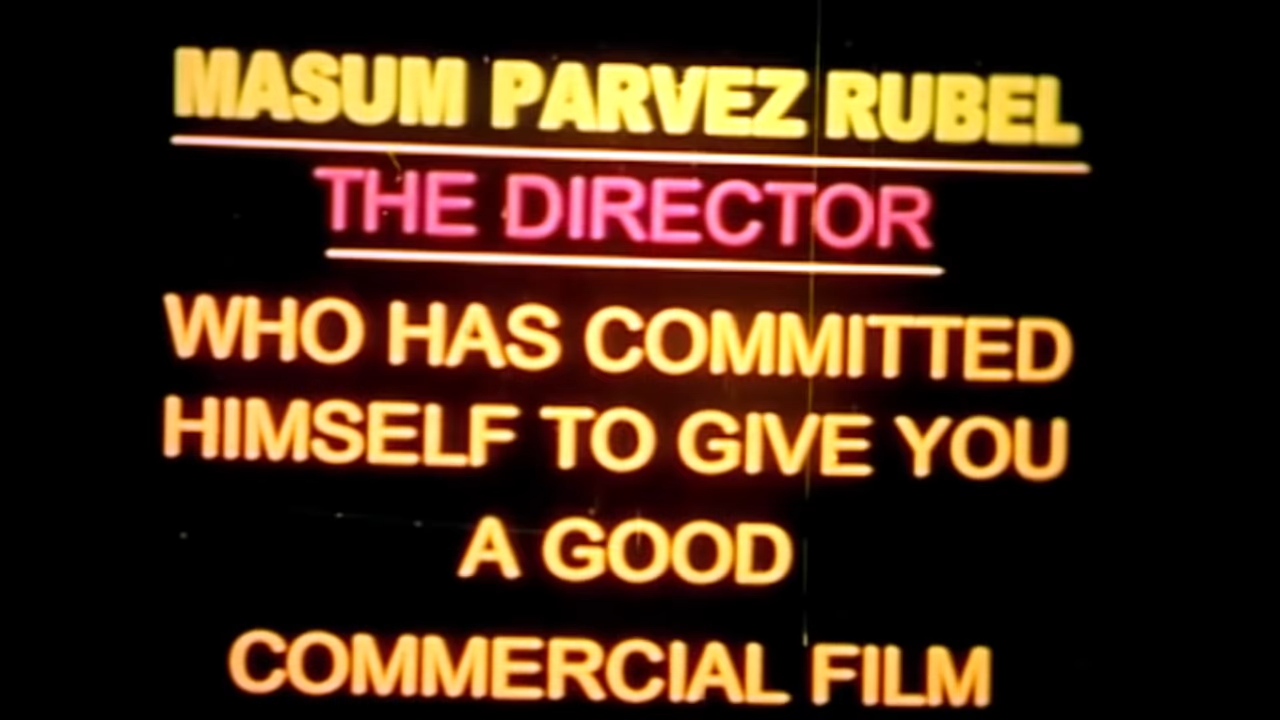 MASUM PARVEZ RUBEL
THE DIRECTOR
WHO HAS COMMITTED
HIMSELF TO GIVE YOU
A GOOD
COMMERCIAL FILM